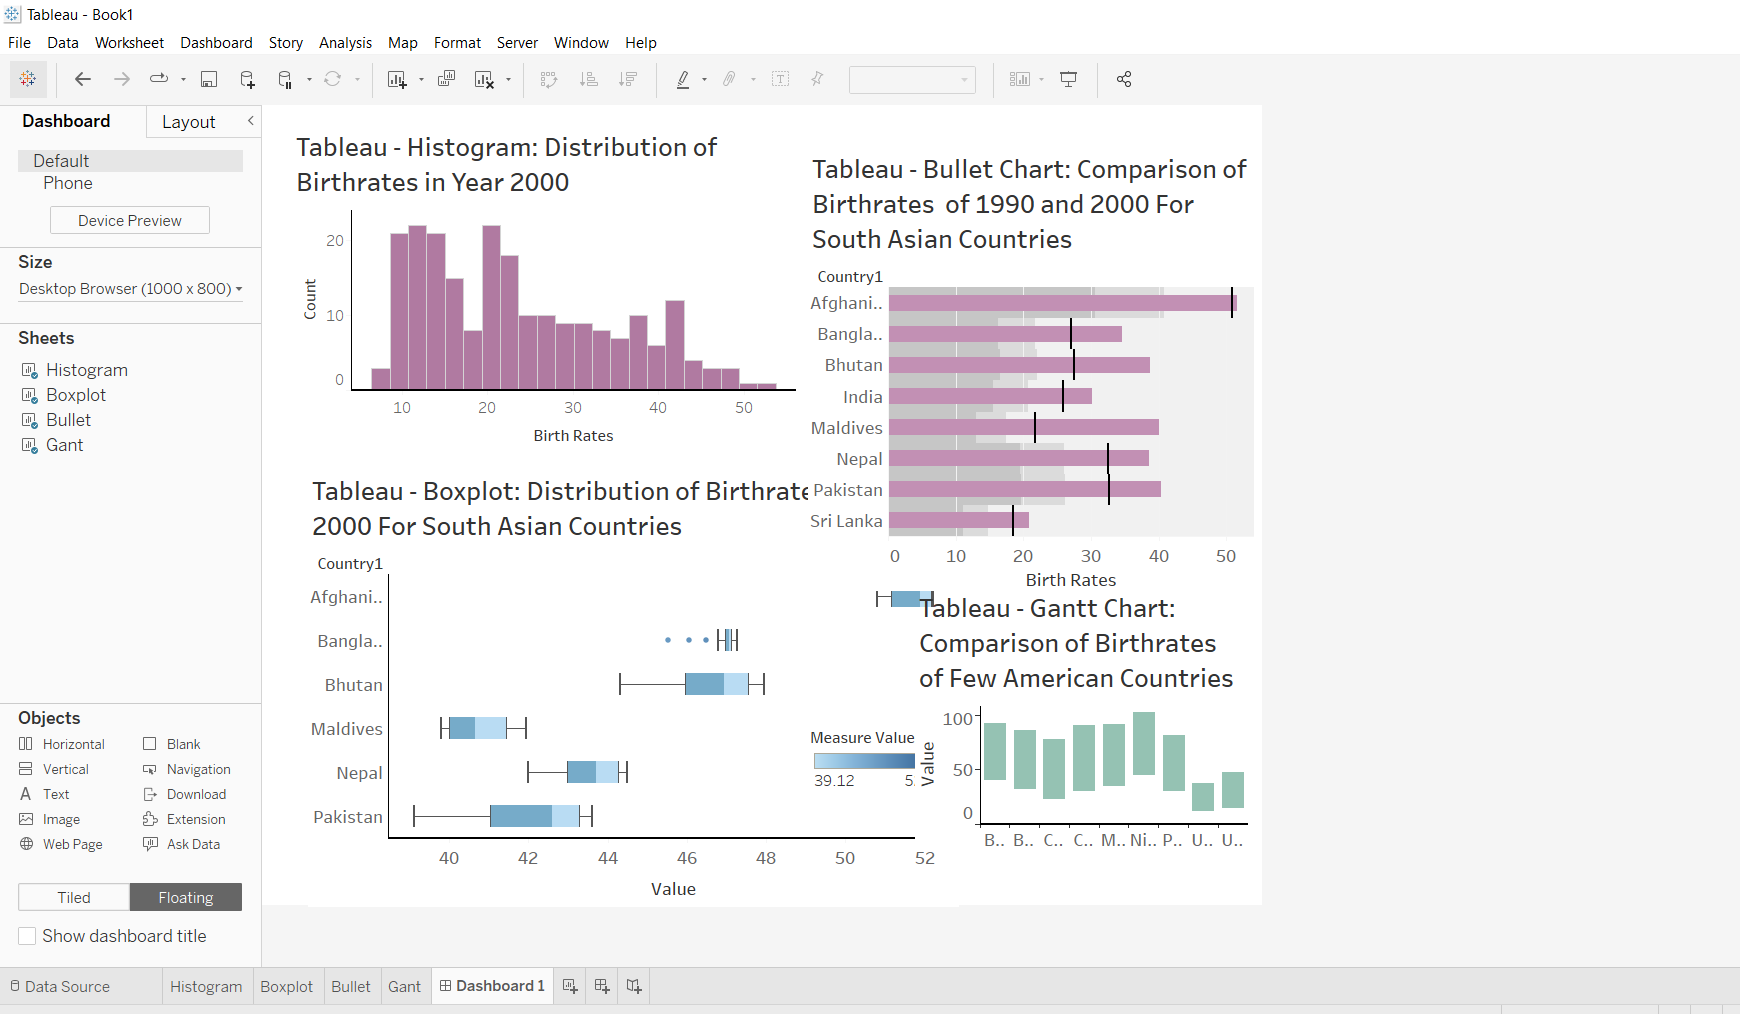 Tableau - Book1
File Data Worksheet Dashboard Story Analysis Map Format Server Window Help
Dashboard Layout
Default
Phone
Device Preview
Size
Desktop Browser (1000 x 800)
Sheets
Histogram
Boxplot
Bullet
Gant
Objects
Horizontal Blank
Vertical Navigation
Text Download
Image Extension
Web Page Ask Data
Tiled Floating
Show dashboard title
Tableau - Histogram: Distribution of
Birthrates in Year 2000
Count
20
10
0
10 20 30 40 50
Birth Rates
Tableau - Bullet Chart: Comparison of
Birthrates of 1990 and 2000 For
South Asian Countries
Country1
Afghani..
Bangla..
Bhutan
India
Maldives
Nepal
Pakistan
Sri Lanka
0 10 20 30 40 50
Birth Rates
Tableau - Boxplot: Distribution of Birthrate
2000 For South Asian Countries
Country1
Afghani..
Bangla..
Bhutan
Maldives
Nepal
Pakistan
40 42 44 46 48 50 52
Value
Measure Value
39.12 5.
Tableau - Gantt Chart:
Comparison of Birthrates
of Few American Countries
Value
100
50
0
B.. B.. C.. C.. M.. Ni.. P.. U.. U..
Data Source Histogram Boxplot Bullet Gant Dashboard 1